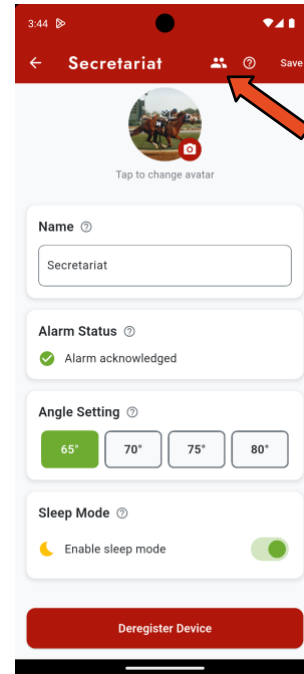 3:44
Secretariat
Save
Tap to change avatar
Name
Secretariat
Alarm Status
Alarm acknowledged
Angle Setting
65° 70° 75° 80°
Sleep Mode
Enable sleep mode
Deregister Device